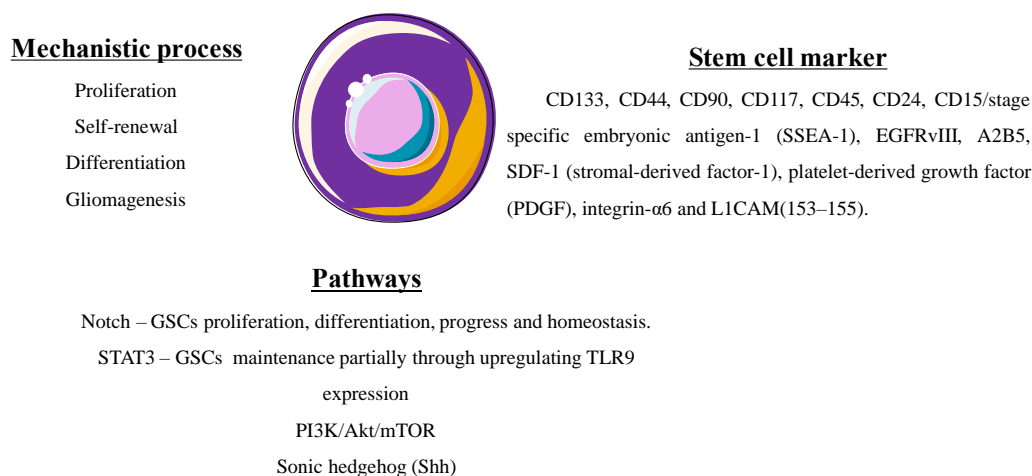 Mechanistic process
Proliferation
Self-renewal
Differentiation
Gliomagenesis
Stem cell marker
CD133, CD44, CD90, CD117, CD45, CD24, CD15/stage
specific embryonic antigen-1 (SSEA-1), EGFRvIII, A2B5,
SDF-1 (stromal-derived factor-1), platelet-derived growth factor
(PDGF), integrin-α6 and L1CAM(153–155).
Pathways
Notch – GSCs proliferation, differentiation, progress and homeostasis.
STAT3 – GSCs maintenance partially through upregulating TLR9
expression
PI3K/Akt/mTOR
Sonic hedgehog (Shh)